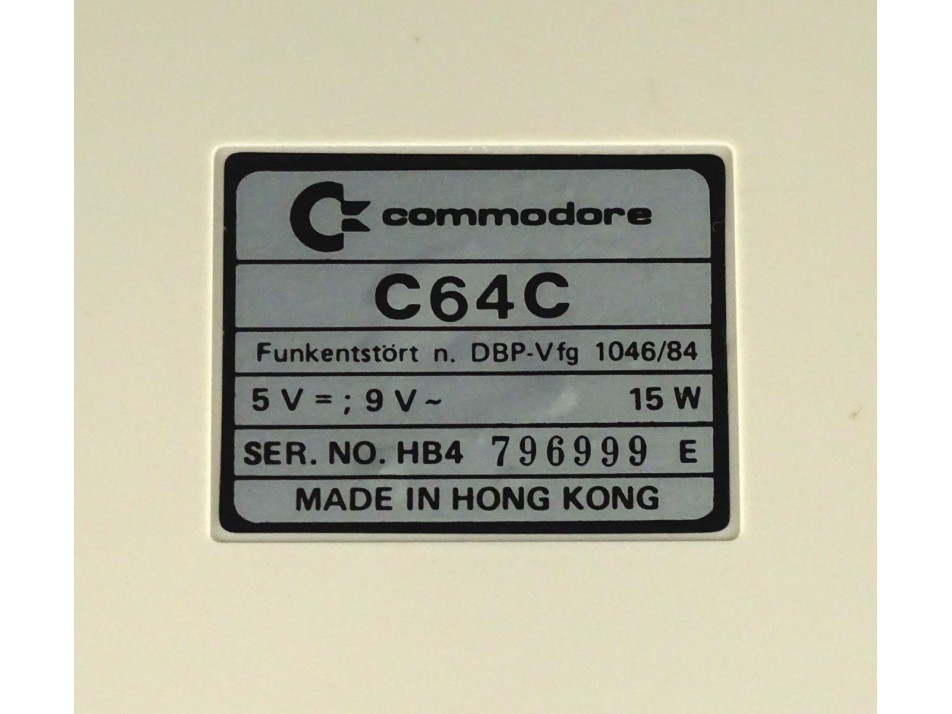 commodore
C64C
Funkentstört n. DBP-Vfg 1046/84
5 V = ; 9 V ~ 15 W
SER. NO. HB4 796999 E
MADE IN HONG KONG